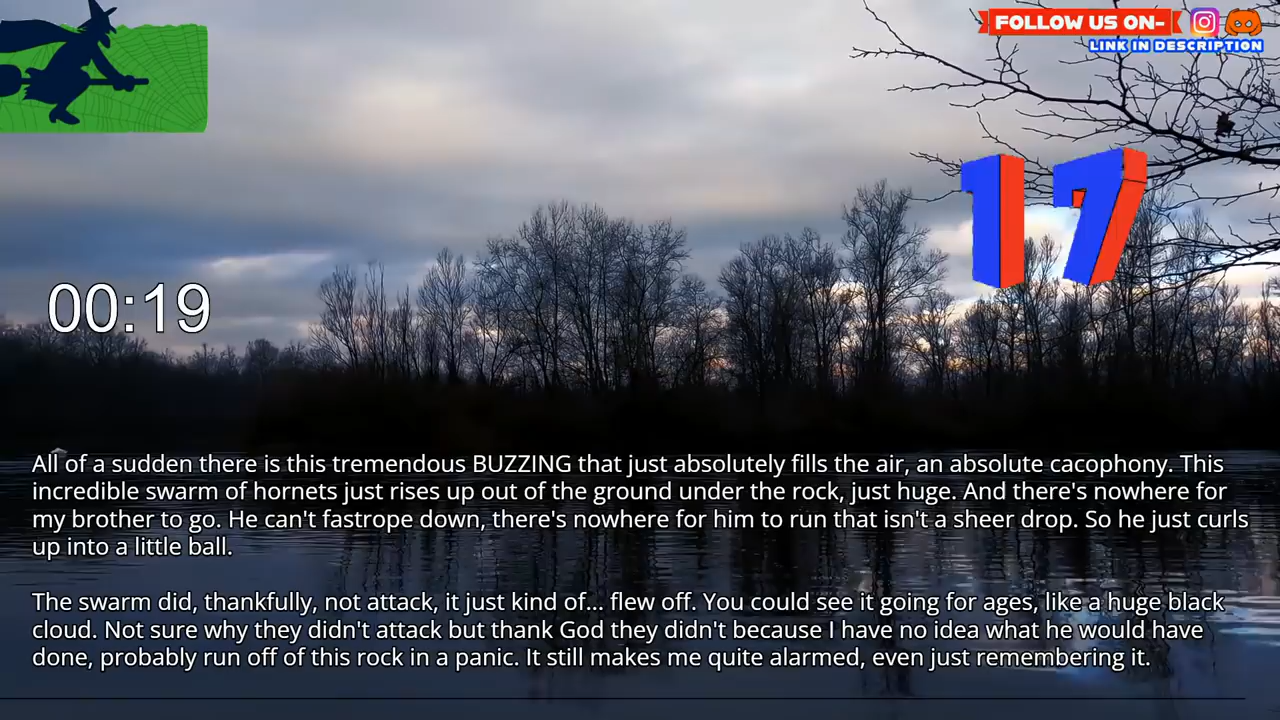 FOLLOW US ON-
LINK IN DESCRIPTION
17
00:19
All of a sudden there is this tremendous BUZZING that just absolutely fills the air, an absolute cacophony. This
incredible swarm of hornets just rises up out of the ground under the rock, just huge. And there's nowhere for
my brother to go. He can't fastrope down, there's nowhere for him to run that isn't a sheer drop. So he just curls
up into a little ball.
The swarm did, thankfully, not attack, it just kind of... flew off. You could see it going for ages, like a huge black
cloud. Not sure why they didn't attack but thank God they didn't because I have no idea what he would have
done, probably run off of this rock in a panic. It still makes me quite alarmed, even just remembering it.